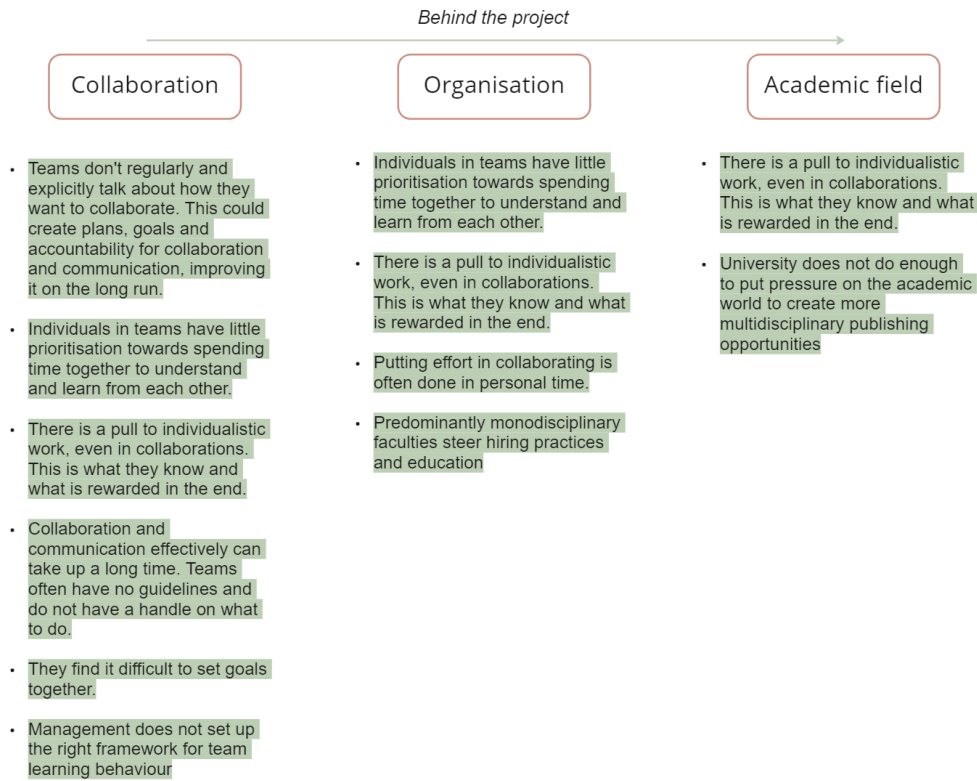 Behind the project
Collaboration
Organisation
Academic field
• Teams don't regularly and
explicitly talk about how they
want to collaborate. This could
create plans, goals and
accountability for collaboration
and communication, improving
it on the long run.
• Individuals in teams have little
prioritisation towards spending
time together to understand
and learn from each other.
• There is a pull to individualistic
work, even in collaborations.
This is what they know and
what is rewarded in the end.
• Collaboration and
communication effectively can
take up a long time. Teams
often have no guidelines and
do not have a handle on what
to do.
• They find it difficult to set goals
together.
• Management does not set up
the right framework for team
learning behaviour
• Individuals in teams have little
prioritisation towards spending
time together to understand and
learn from each other.
• There is a pull to individualistic
work, even in collaborations.
This is what they know and what
is rewarded in the end.
• Putting effort in collaborating is
often done in personal time.
• Predominantly monodisciplinary
faculties steer hiring practices
and education
• There is a pull to individualistic
work, even in collaborations.
This is what they know and what
is rewarded in the end.
• University does not do enough
to put pressure on the academic
world to create more
multidisciplinary publishing
opportunities